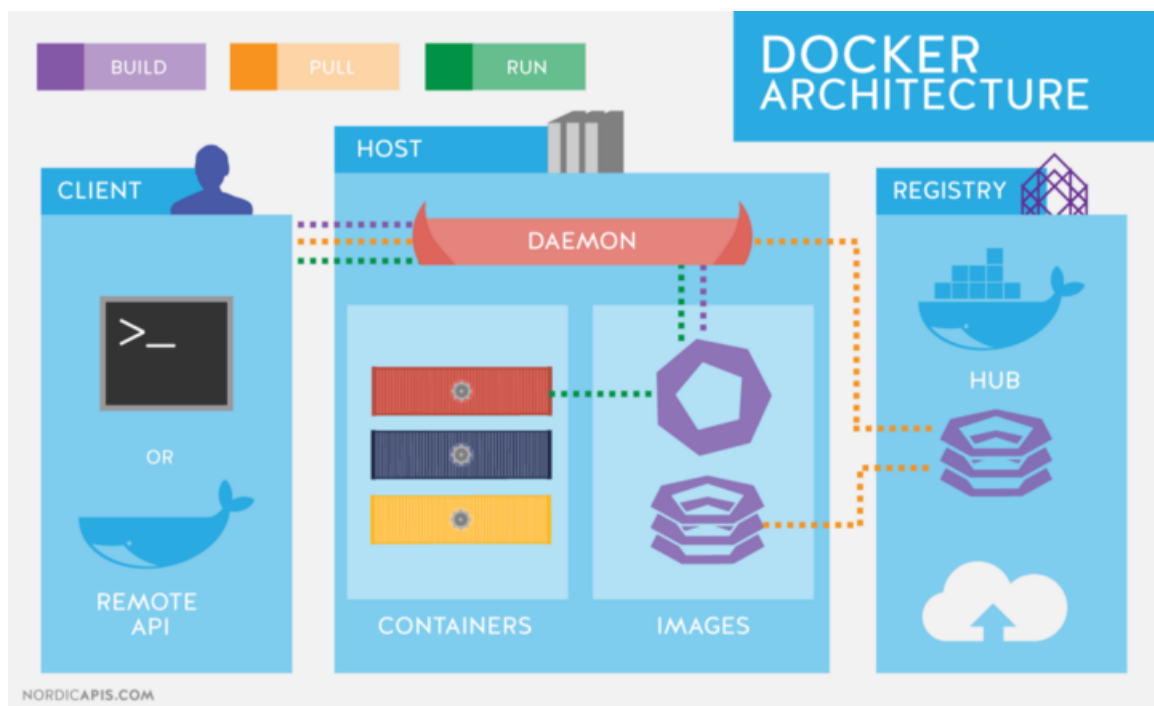 BUILD
PULL
RUN
DOCKER
ARCHITECTURE
HOST
CLIENT
REGISTRY
DAEMON
>_
HUB
OR
REMOTE
API
CONTAINERS
IMAGES
NORDICAPIS.COM